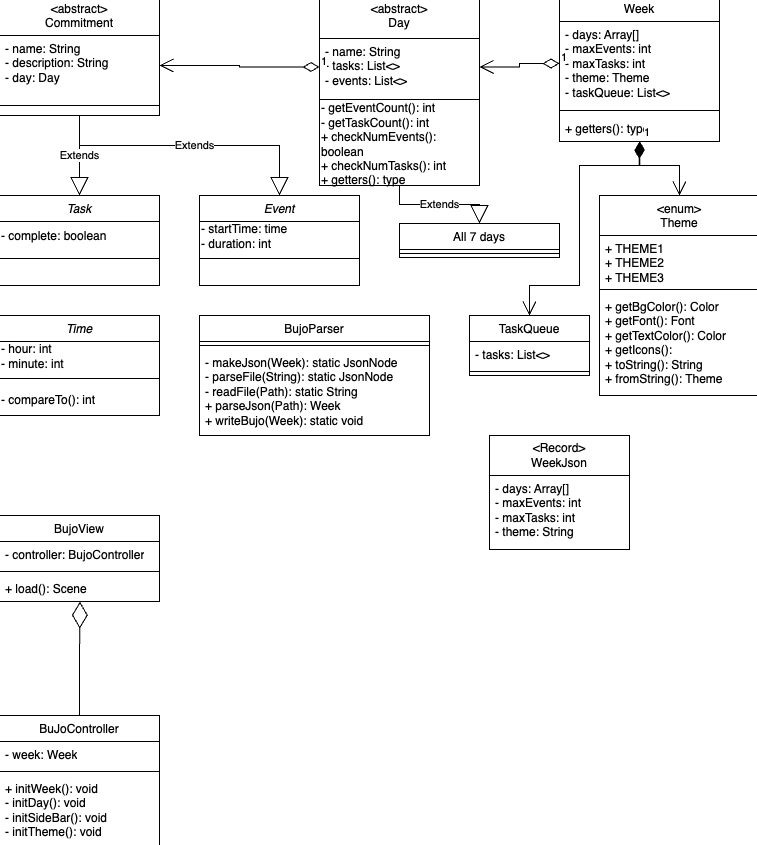 <abstract>
Commitment
- name: String
- description: String
- day: Day
<abstract>
Day
- name: String
1
- tasks: List<>
- events: List<>
- getEventCount(): int
- getTaskCount(): int
+ checkNumEvents():
boolean
+ checkNumTasks(): int
+ getters(): type
Week
- days: Array[]
1
- maxEvents: int
- maxTasks: int
- theme: Theme
- taskQueue: List<>
+ getters(): type
1
Extends
Extends
Extends
Task
- complete: boolean
Event
- startTime: time
- duration: int
All 7 days
<enum>
Theme
+ THEME1
+ THEME2
+ THEME3
+ getBgColor(): Color
+ getFont(): Font
+ getTextColor(): Color
+ getIcons():
+ toString(): String
+ fromString(): Theme
Time
- hour: int
- minute: int
- compareTo(): int
BujoParser
- makeJson(Week): static JsonNode
- parseFile(String): static JsonNode
- readFile(Path): static String
+ parseJson(Path): Week
+ writeBujo(Week): static void
TaskQueue
- tasks: List<>
<Record>
WeekJson
- days: Array[]
- maxEvents: int
- maxTasks: int
- theme: String
BujoView
- controller: BujoController
+ load(): Scene
BuJoController
- week: Week
+ initWeek(): void
- initDay(): void
- initSideBar(): void
- initTheme(): void